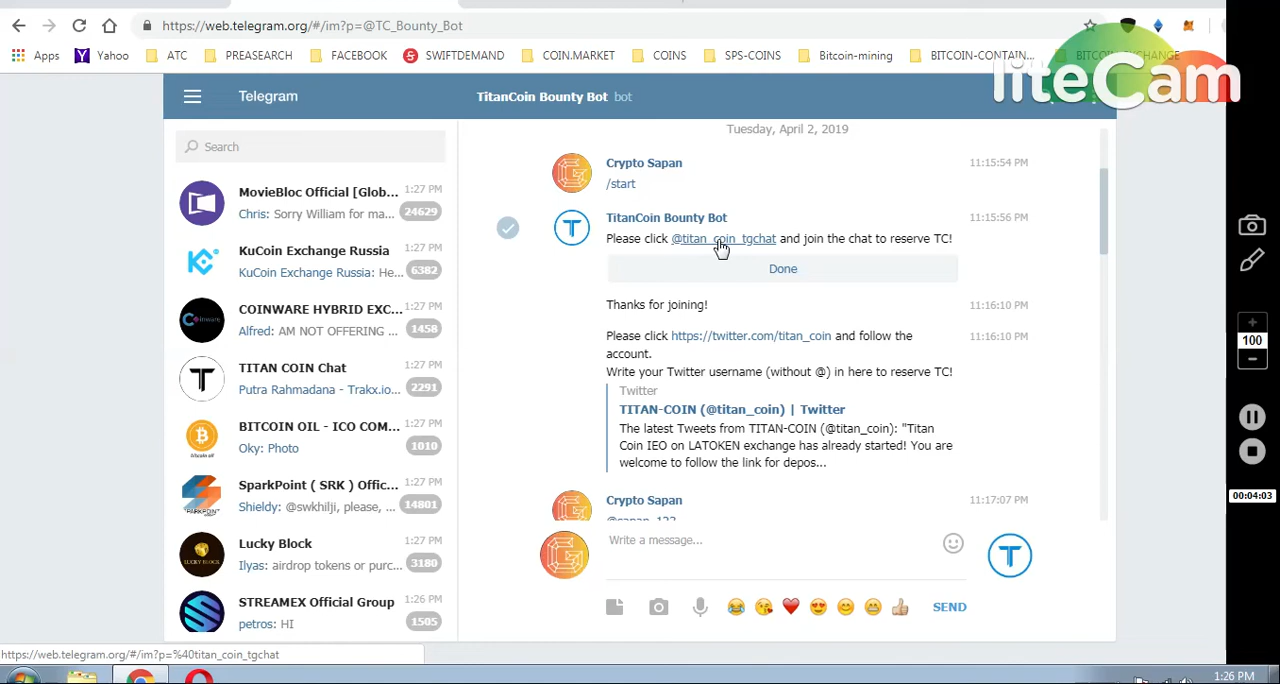 https://web.telegram.org/#/im?p=@TC_Bounty_Bot
Apps Yahoo ATC PREASEARCH FACEBOOK SWIFTDEMAND COIN.MARKET COINS SPS-COINS Bitcoin-mining BITCOIN-CONTAIN... BITCOIN-EXCHANGE
liteCam
Telegram
TitanCoin Bounty Bot bot
Search
MovieBloc Official [Glob... 1:27 PM
Chris: Sorry William for ma... 24629
KuCoin Exchange Russia 1:27 PM
KuCoin Exchange Russia: He... 6382
COINWARE HYBRID EXC... 1:27 PM
Alfred: AM NOT OFFERING ... 1458
TITAN COIN Chat 1:27 PM
Putra Rahmadana - Trakx.io... 2291
BITCOIN OIL - ICO COM... 1:27 PM
Oky: Photo 1010
SparkPoint ( SRK ) Offic... 1:27 PM
Shieldy: @swkhilji, please, ... 14801
Lucky Block 1:27 PM
Ilyas: airdrop tokens or purc... 3180
STREAMEX Official Group 1:26 PM
petros: HI 1505
Tuesday, April 2, 2019
Crypto Sapan 11:15:54 PM
/start
TitanCoin Bounty Bot 11:15:56 PM
Please click @titan_coin_tgchat and join the chat to reserve TC!
Done
Thanks for joining! 11:16:10 PM
Please click https://twitter.com/titan_coin and follow the 11:16:10 PM
account.
Write your Twitter username (without @) in here to reserve TC!
Twitter
TITAN-COIN (@titan_coin) | Twitter
The latest Tweets from TITAN-COIN (@titan_coin): "Titan
Coin IEO on LATOKEN exchange has already started! You are
welcome to follow the link for depos...
Crypto Sapan 11:17:07 PM
Write a message...
SEND
100
00:04:03
https://web.telegram.org/#/im?p=%40titan_coin_tgchat
1:26 PM